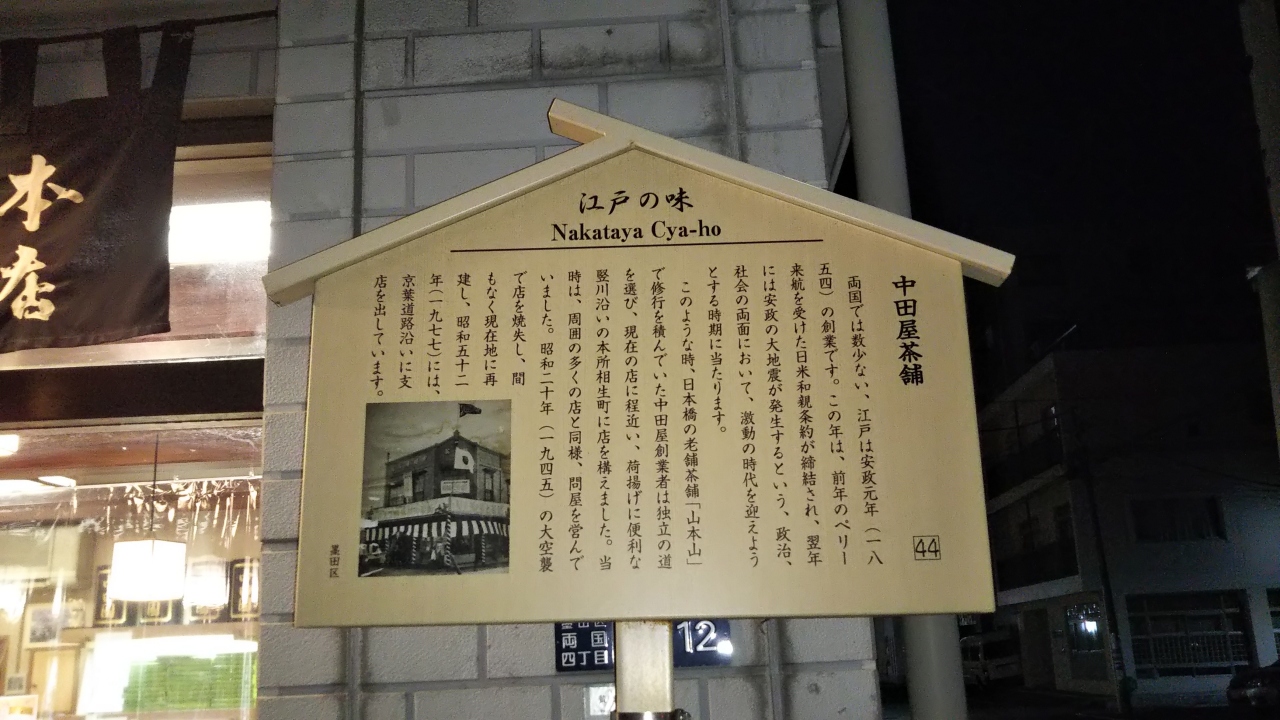 江戸の味
Nakataya Cya-ho
中田屋茶舗
両国では数少ない、江戸は安政元年（一八
五四）の創業です。この年は、前年のペリー
来航を受けた日米和親条約が締結され、翌年
には安政の大地震が発生するという、政治、
社会の両面において、激動の時代を迎えよう
とする時期に当たります。
このような時、日本橋の老舗茶舗「山本山」
で修行を積んでいた中田屋創業者は独立の道
を選び、現在の店に程近い、荷揚げに便利な
竪川沿いの本所相生町に店を構えました。当
時は、周囲の多くの店と同様、問屋を営んで
いました。昭和二十年（一九四五）の大空襲
で店を焼失し、間
もなく現在地に再
建し、昭和五十二
年（一九七七）には、
京葉道路沿いに支
店を出しています。
墨田区
44
本店
墨田区
両国
四丁目
12